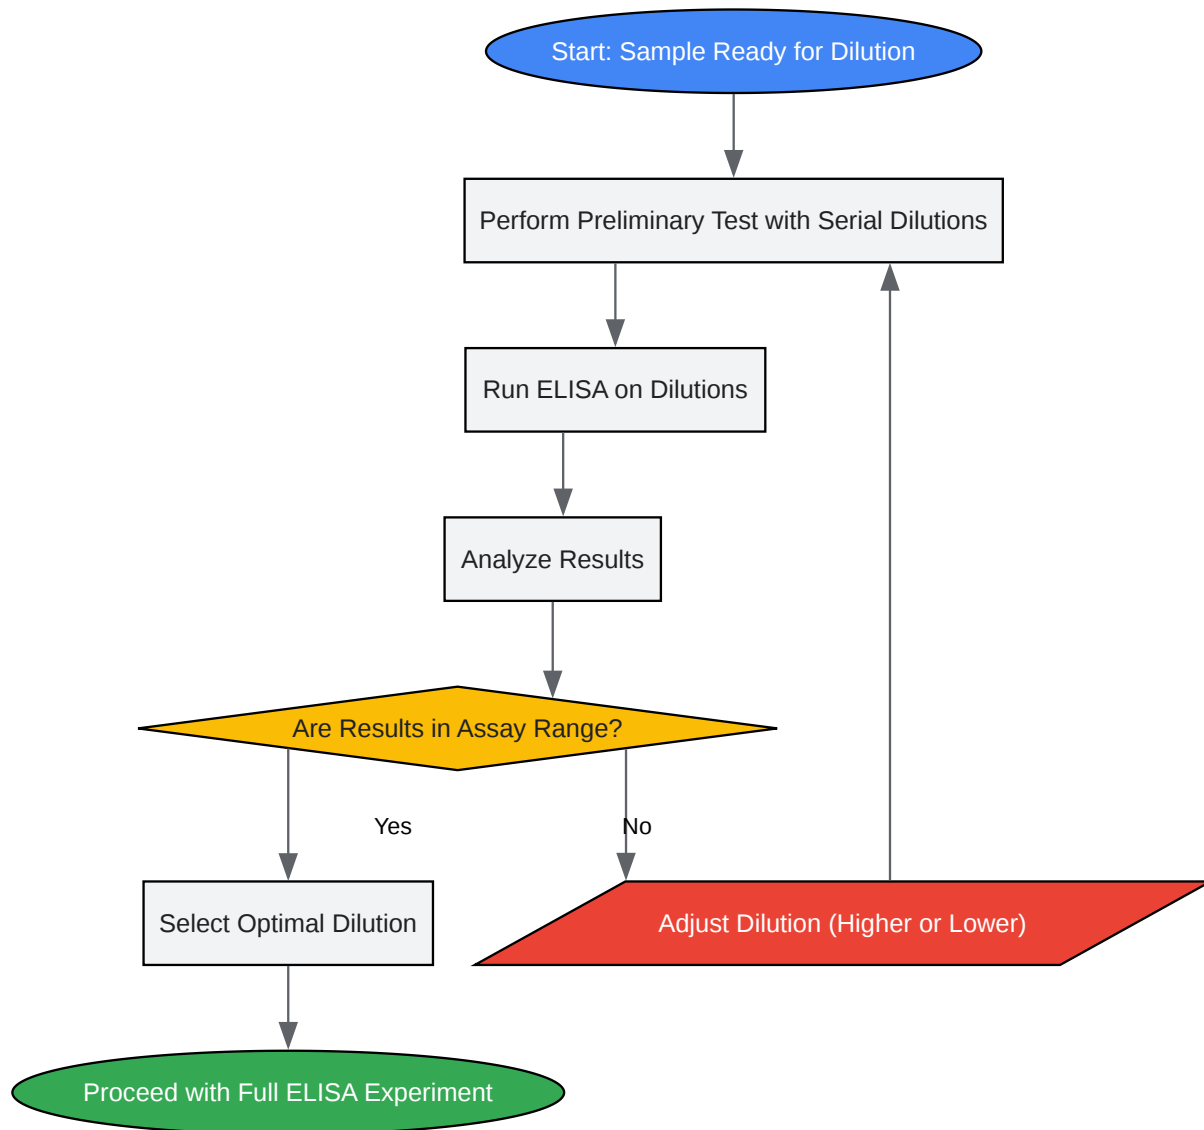 Start: Sample Ready for Dilution
Perform Preliminary Test with Serial Dilutions
Run ELISA on Dilutions
Analyze Results
Are Results in Assay Range?
Yes
No
Select Optimal Dilution
Adjust Dilution (Higher or Lower)
Proceed with Full ELISA Experiment